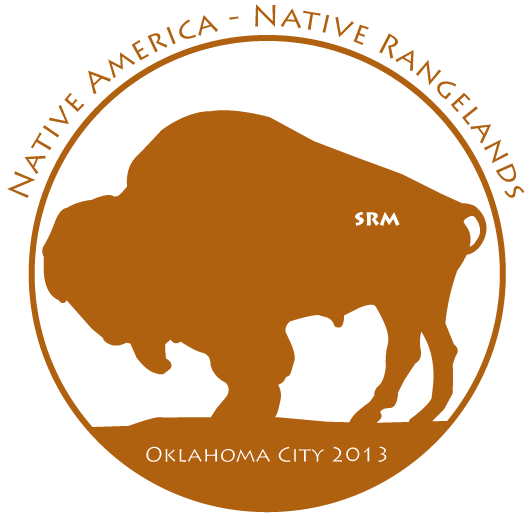 Native America - Native Rangelands
SRM
Oklahoma City 2013